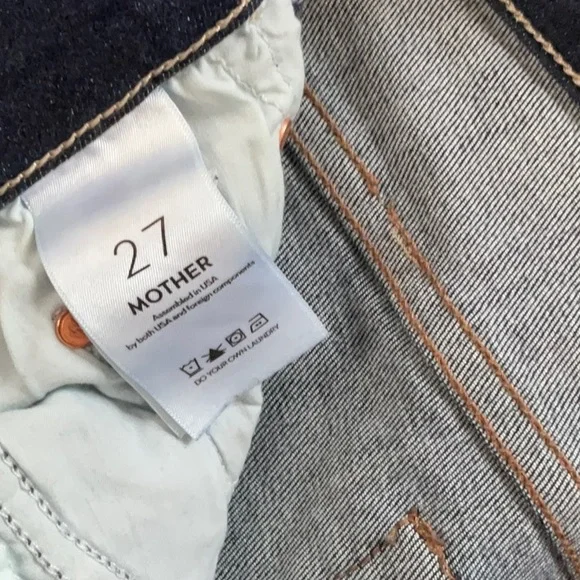 27
MOTHER
Assembled in USA
by both USA and foreign components
DO YOUR OWN LAUNDRY